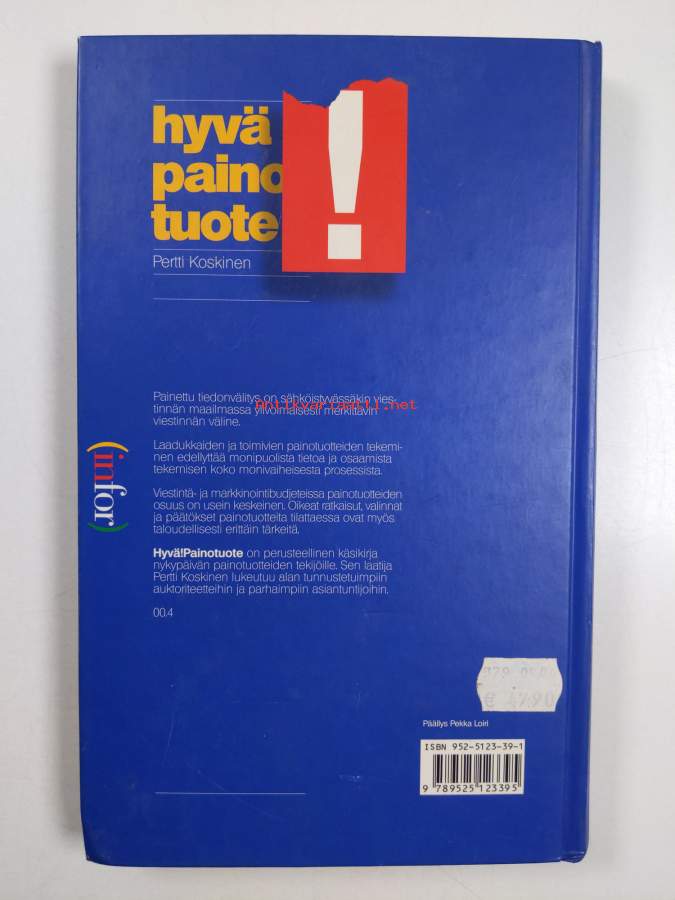 hyvä
paino
tuote
!
Pertti Koskinen
Painettu tiedonvälitys on sähköistyvässäkin vies-
tinnän maailmassa ylivoimaisesti merkittävin
viestinnän väline.
antikvariaatti.net
Laadukkaiden ja toimivien painotuotteiden tekemi-
nen edellyttää monipuolista tietoa ja osaamista
tekemisen koko monivaiheisesta prosessista.
(infor)
Viestintä- ja markkinointibudjeteissa painotuotteiden
osuus on usein keskeinen. Oikeat ratkaisut, valinnat
ja päätökset painotuotteita tilattaessa ovat myös
taloudellisesti erittäin tärkeitä.
Hyvä!Painotuote on perusteellinen käsikirja
nykypäivän painotuotteiden tekijöille. Sen laatija
Pertti Koskinen lukeutuu alan tunnustetuimpiin
auktoriteetteihin ja parhaimpiin asiantuntijoihin.
00.4
€ 47.90
Päällys Pekka Loiri
ISBN 952-5123-39-1
9 789525 123395